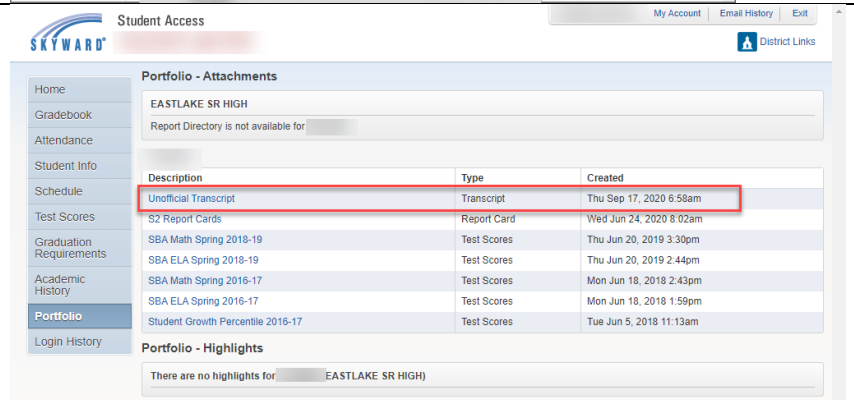 Student Access
My Account Email History Exit
SKYWARD®
District Links
Home
Gradebook
Attendance
Student Info
Schedule
Test Scores
Graduation
Requirements
Academic
History
Portfolio
Login History
Portfolio - Attachments
EASTLAKE SR HIGH
Report Directory is not available for
Description Type Created
Unofficial Transcript Transcript Thu Sep 17, 2020 6:58am
S2 Report Cards Report Card Wed Jun 24, 2020 8:02am
SBA Math Spring 2018-19 Test Scores Thu Jun 20, 2019 3:30pm
SBA ELA Spring 2018-19 Test Scores Thu Jun 20, 2019 2:44pm
SBA Math Spring 2016-17 Test Scores Mon Jun 18, 2018 2:43pm
SBA ELA Spring 2016-17 Test Scores Mon Jun 18, 2018 1:59pm
Student Growth Percentile 2016-17 Test Scores Tue Jun 5, 2018 11:13am
Portfolio - Highlights
There are no highlights for EASTLAKE SR HIGH)